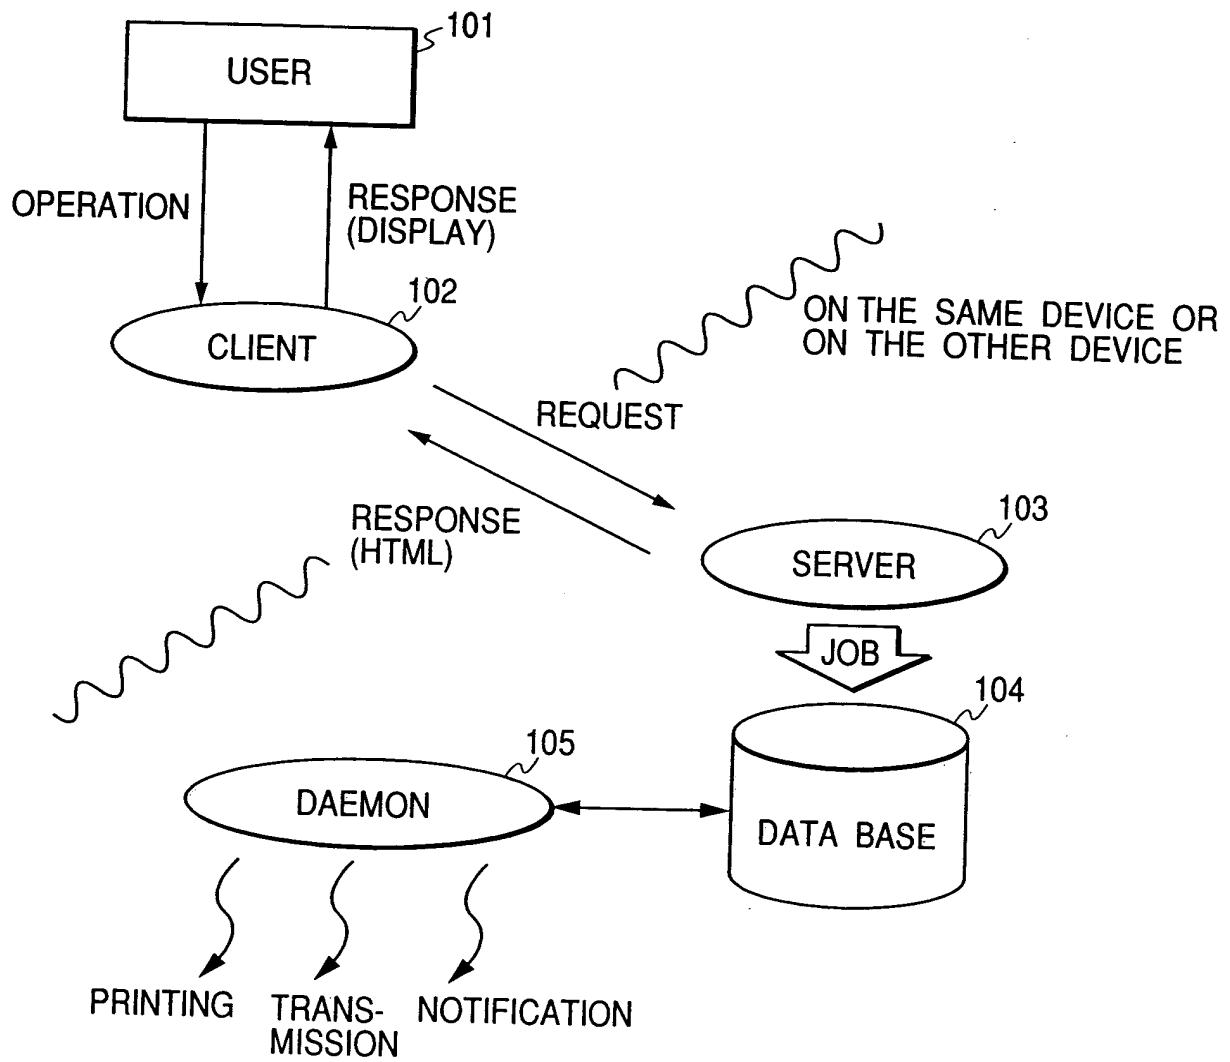 101
USER
OPERATION
RESPONSE
(DISPLAY)
102
CLIENT
ON THE SAME DEVICE OR
ON THE OTHER DEVICE
REQUEST
RESPONSE
(HTML)
103
SERVER
JOB
104
105
DAEMON
DATA BASE
PRINTING
TRANS-
MISSION
NOTIFICATION